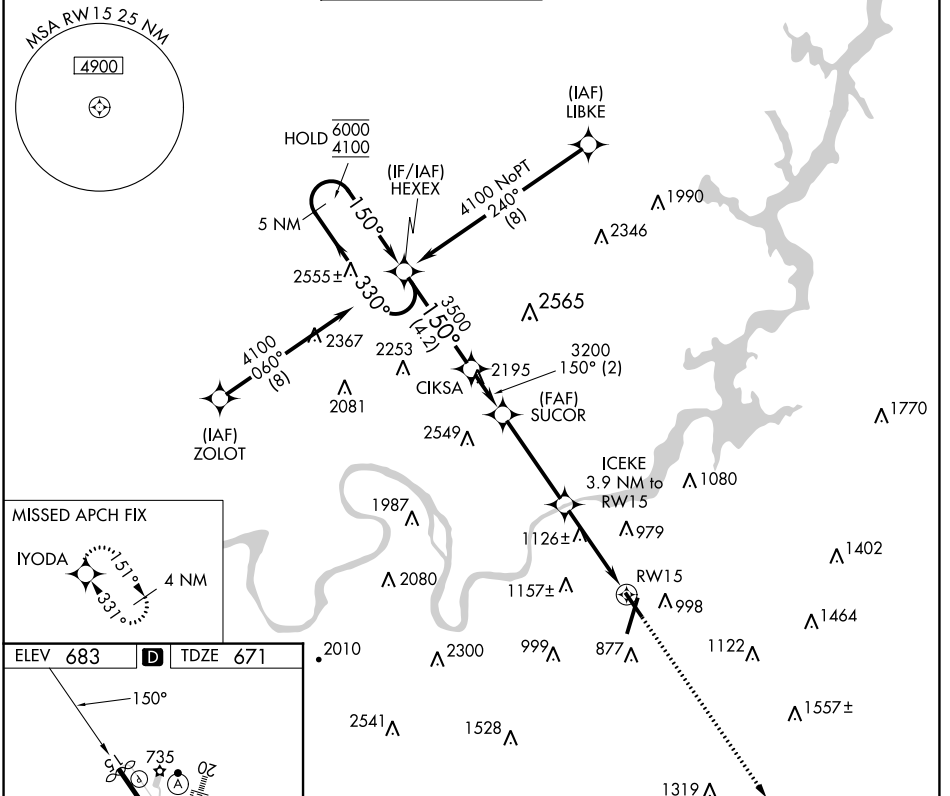 MSA RW15 25 NM
4900
(IAF)
LIBKE
HOLD 6000
4100
(IF/IAF)
HEXEX
4100 NoPT
240°
(8)
1990
2346
5 NM
150°
330°
2555±
2565
3500
150°
(4.2)
2367
4100
060°
(8)
2253
2081
CIKSA
2195
3200
150° (2)
(FAF)
SUCOR
(IAF)
ZOLOT
2549
1770
ICEKE
3.9 NM to
RW15
1080
MISSED APCH FIX
IYODA
151°
331°
4 NM
1987
1126±
979
1402
2080
1157±
RW15
998
1464
ELEV 683 D TDZE 671
2010
2300
999
877
1122
150°
1557±
2541
1528
15
735
P
A
20
1319